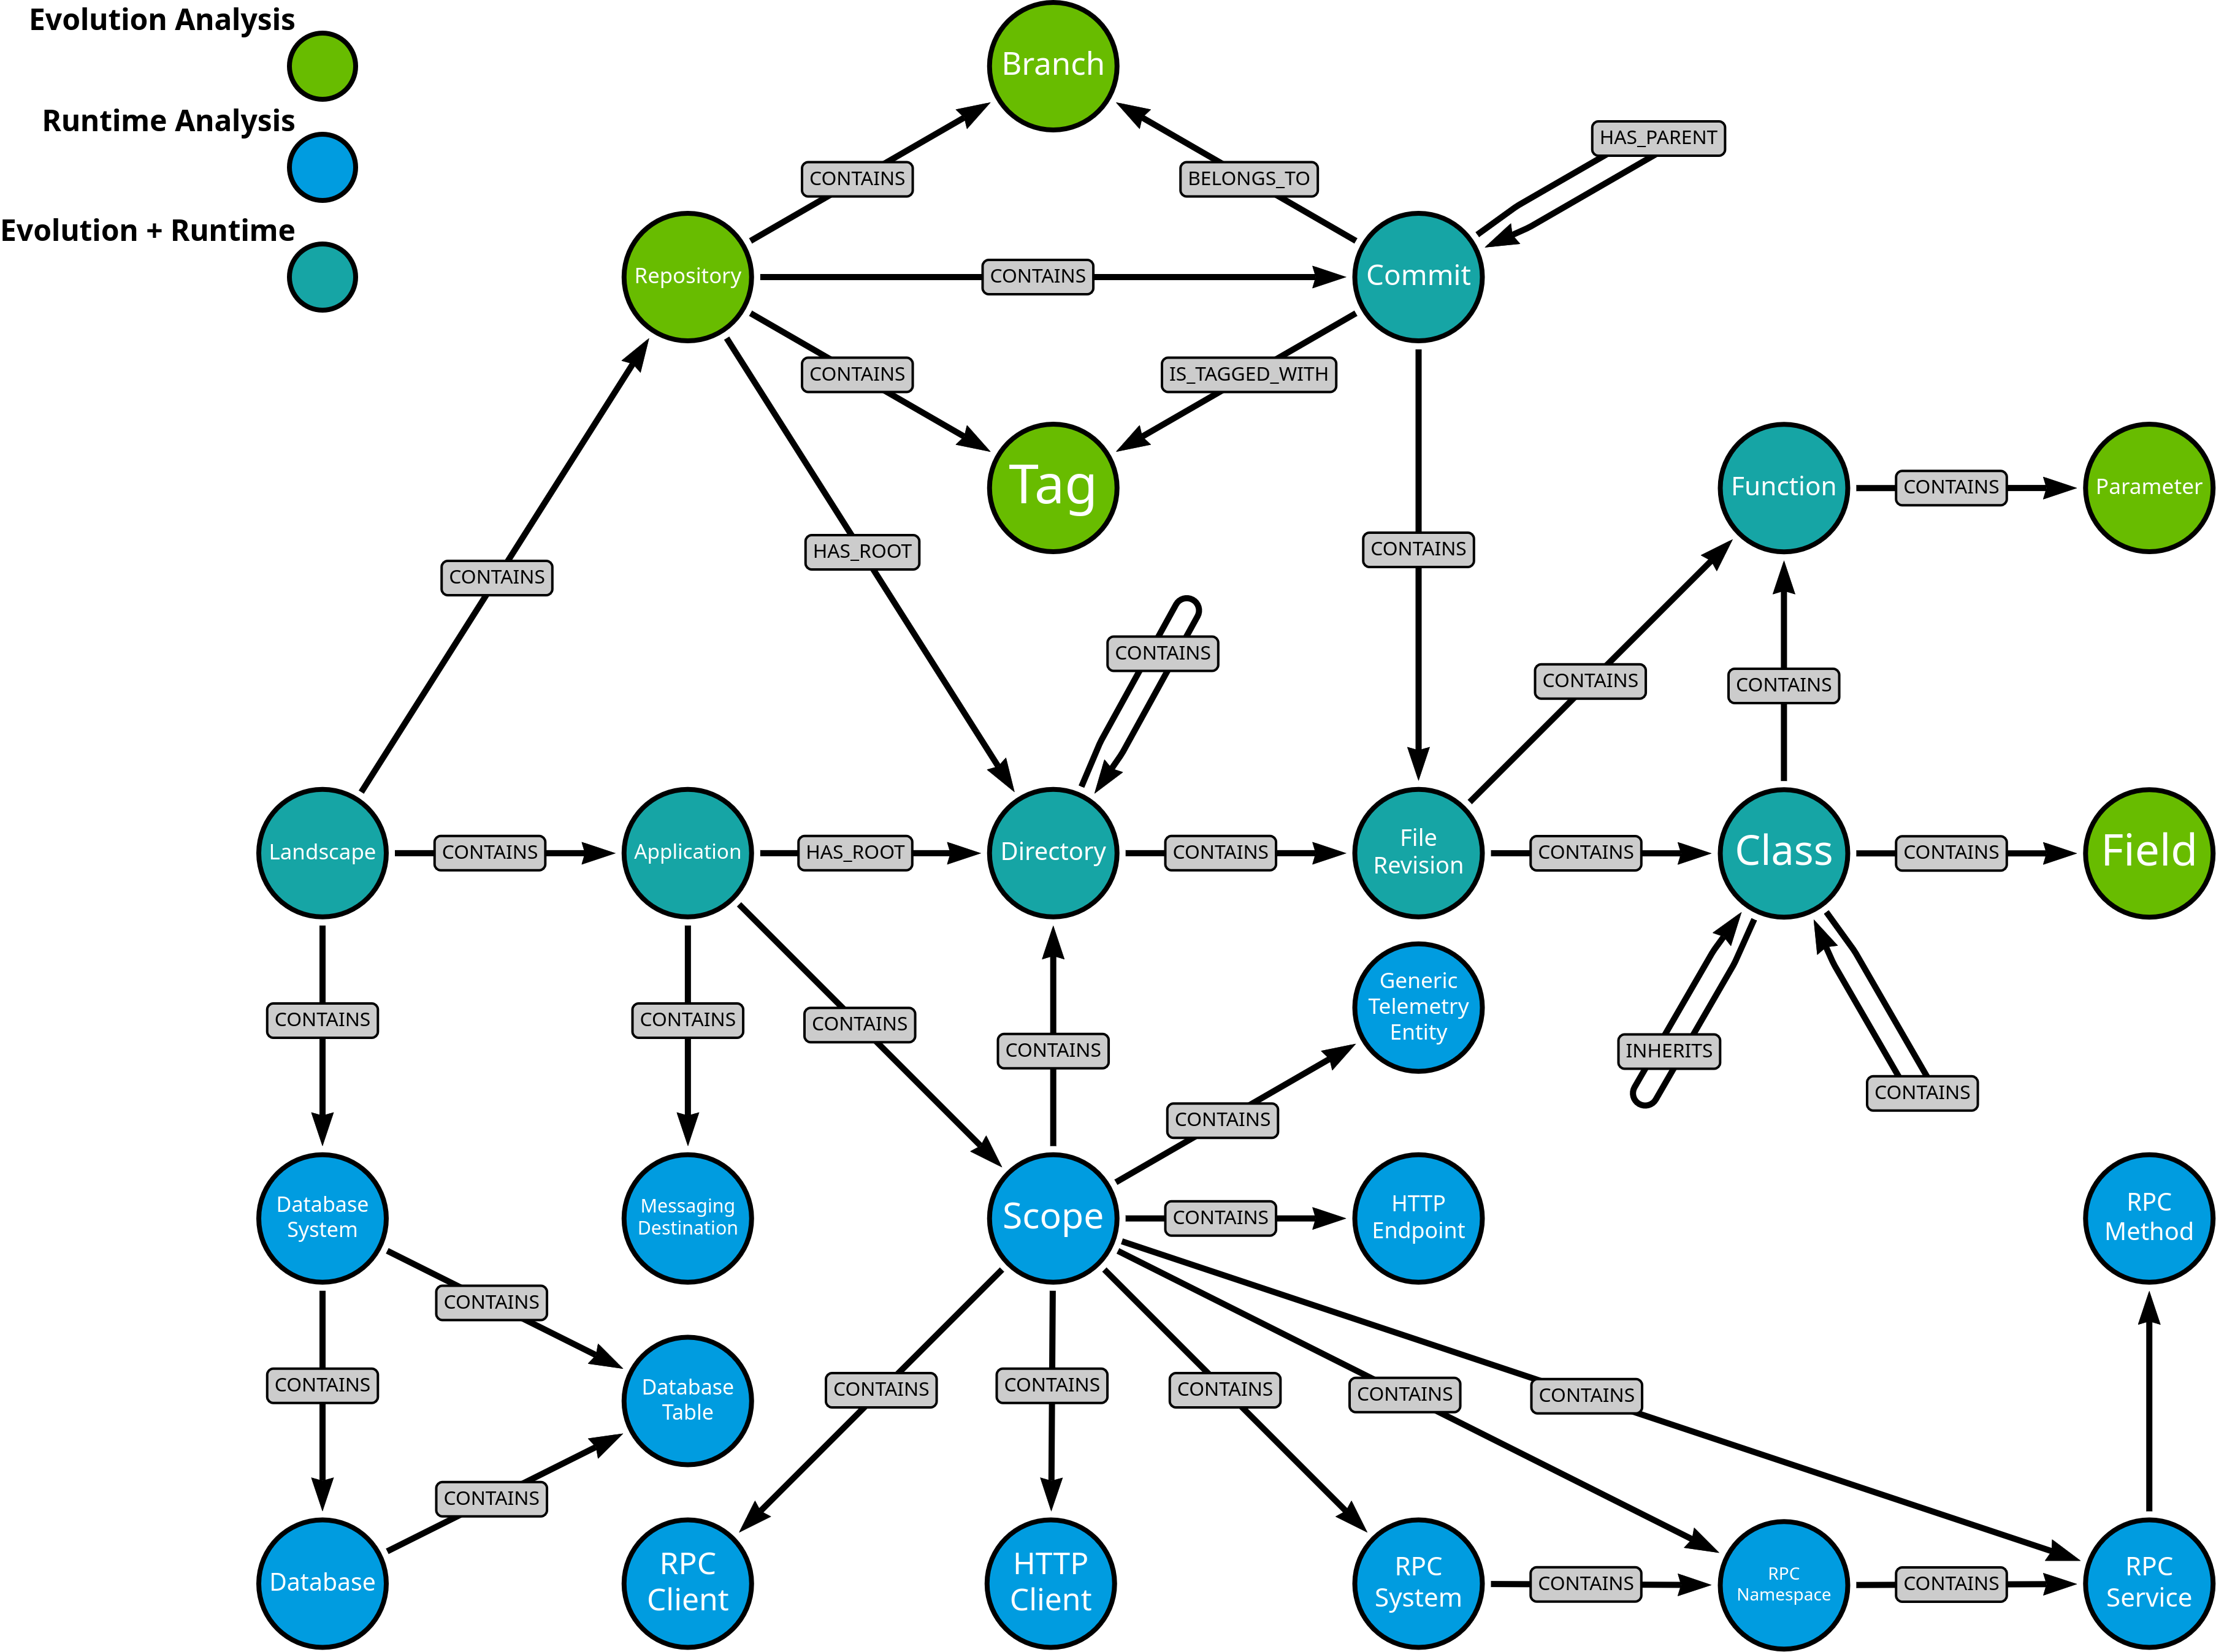 Evolution Analysis
Runtime Analysis
Evolution + Runtime
Branch
HAS_PARENT
CONTAINS
BELONGS_TO
Repository
CONTAINS
Commit
CONTAINS
IS_TAGGED_WITH
Tag
Function
CONTAINS
Parameter
CONTAINS
HAS_ROOT
CONTAINS
CONTAINS
CONTAINS
CONTAINS
Landscape
CONTAINS
Application
HAS_ROOT
Directory
CONTAINS
File
Revision
CONTAINS
Class
CONTAINS
Field
Generic
Telemetry
Entity
CONTAINS
CONTAINS
CONTAINS
CONTAINS
INHERITS
CONTAINS
CONTAINS
Database
System
Messaging
Destination
Scope
CONTAINS
HTTP
Endpoint
RPC
Method
CONTAINS
CONTAINS
Database
Table
CONTAINS
CONTAINS
CONTAINS
CONTAINS
CONTAINS
CONTAINS
Database
RPC
Client
HTTP
Client
RPC
System
CONTAINS
RPC
Namespace
CONTAINS
RPC
Service